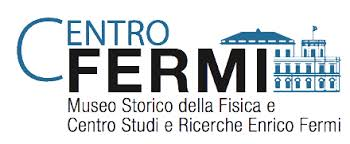 CENTRO
FERMI
Museo Storico della Fisica e
Centro Studi e Ricerche Enrico Fermi